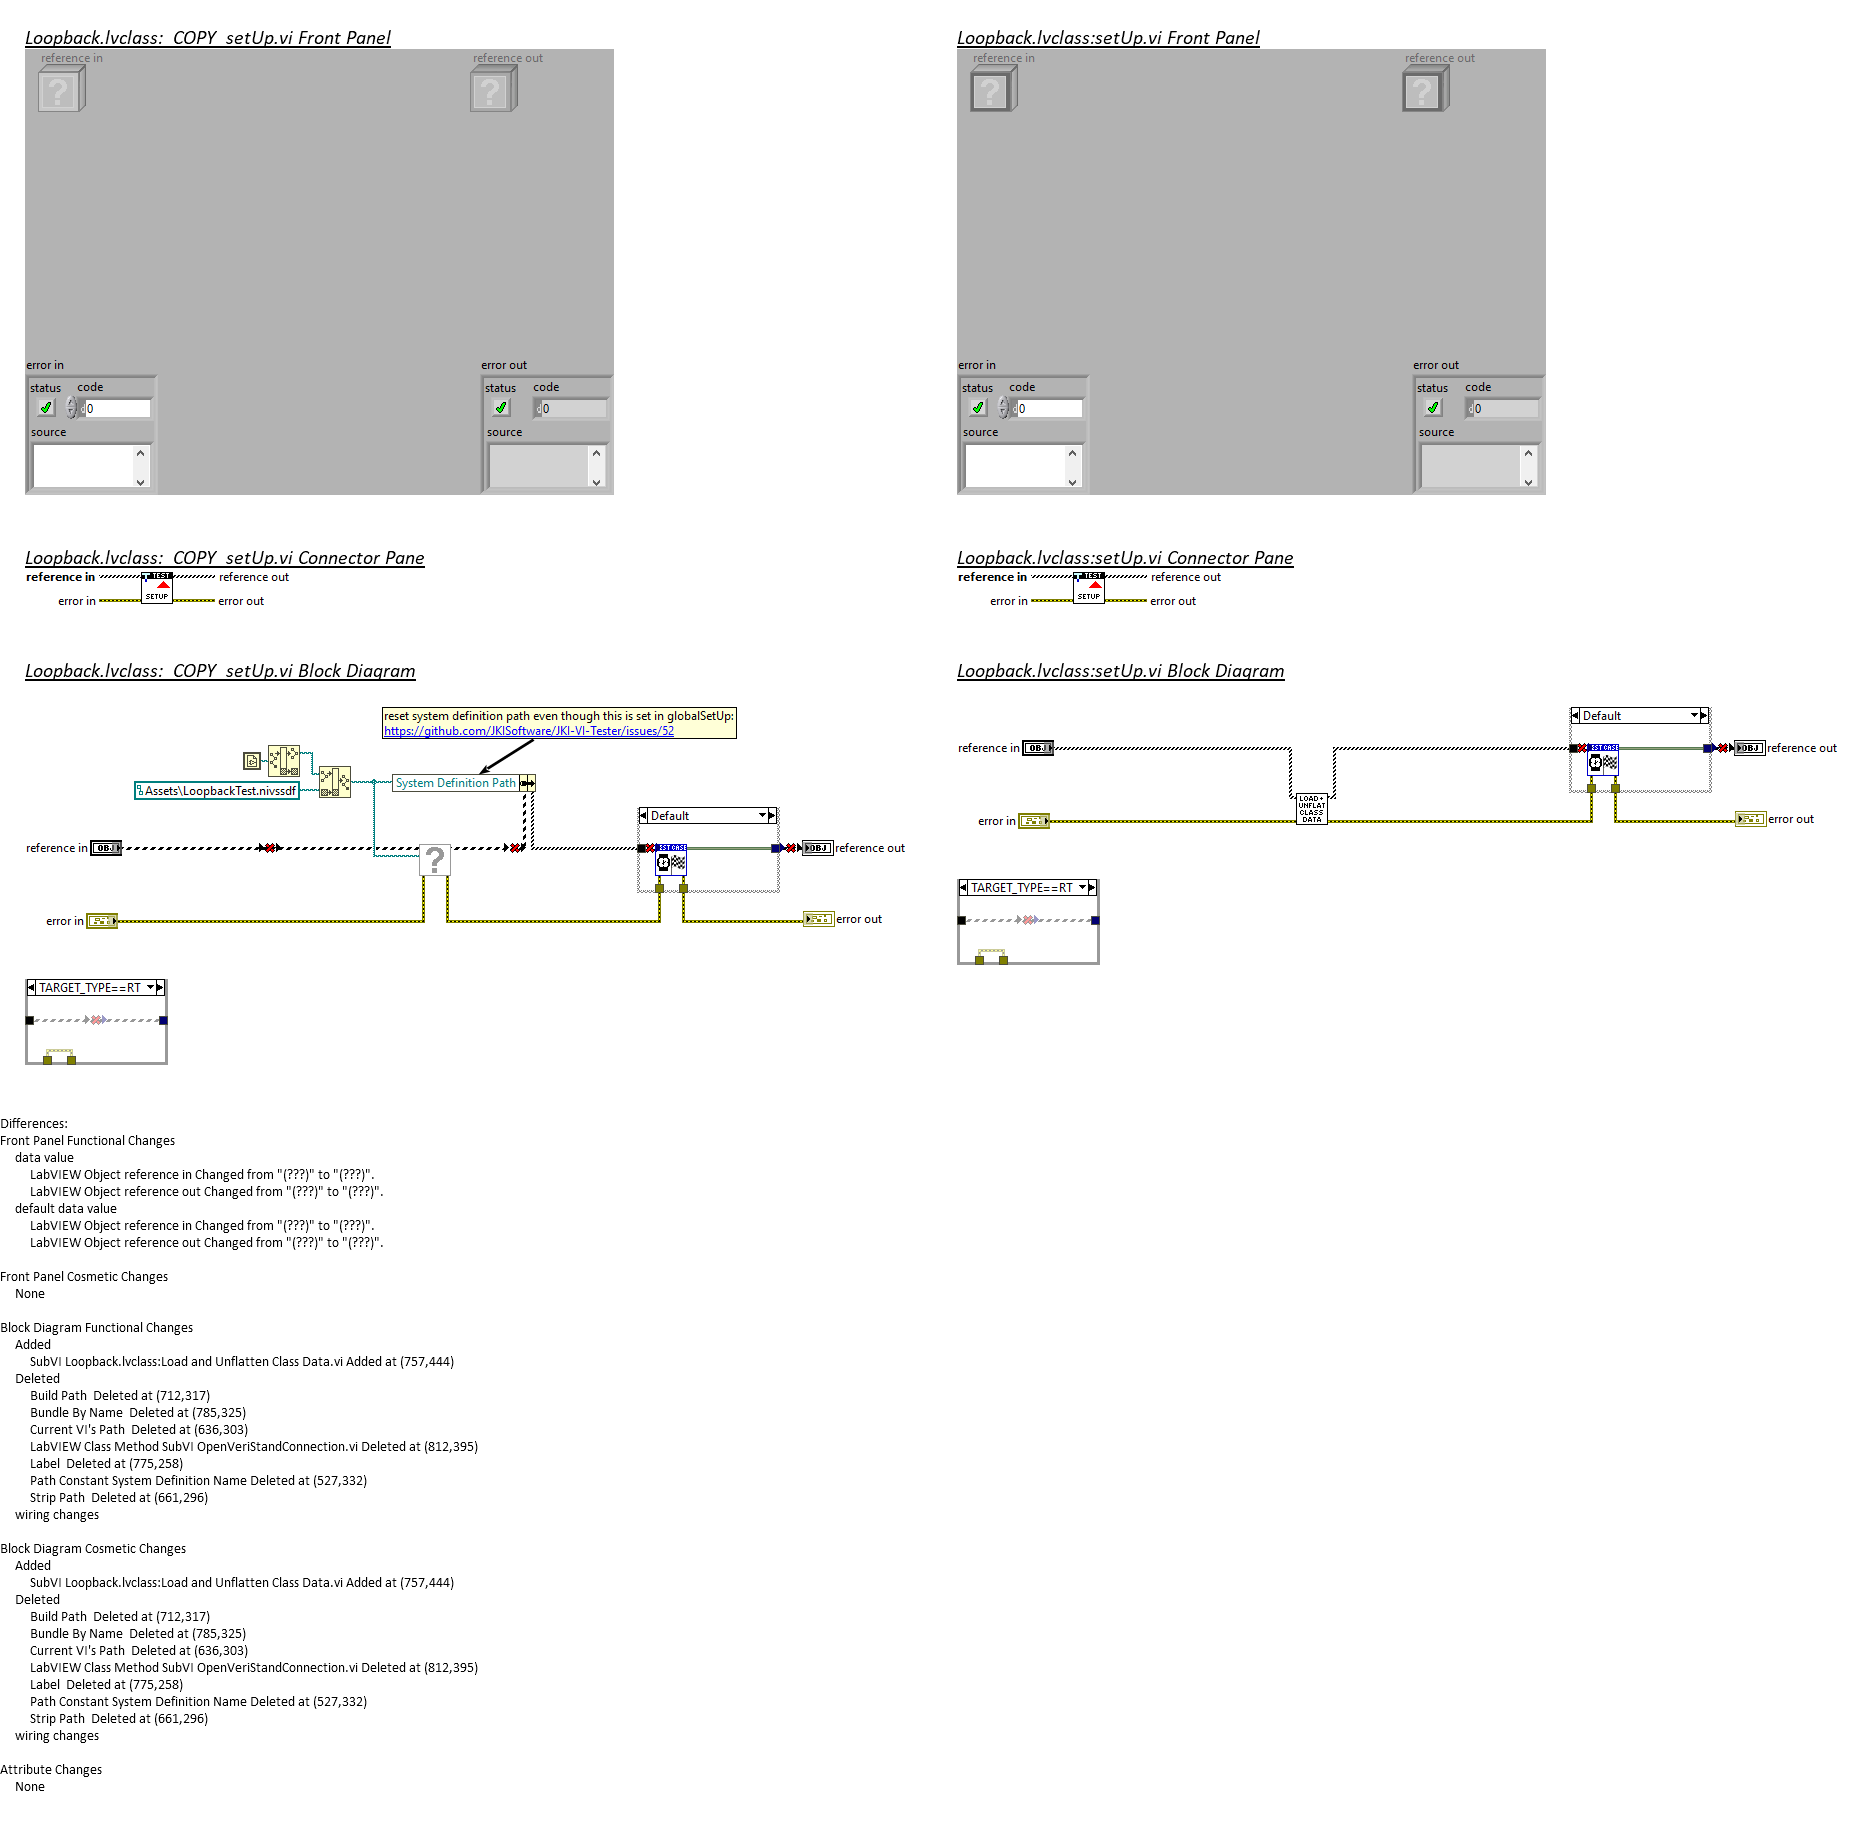 Loopback.lvclass:_COPY_setUp.vi Front Panel
reference in
reference out
error in
status
code
d
0
source
error out
status
code
d
0
source
Loopback.lvclass:setUp.vi Front Panel
reference in
reference out
error in
status
code
d
0
source
error out
status
code
d
0
source
Loopback.lvclass:_COPY_setUp.vi Connector Pane
reference in
TEST
SETUP
reference out
error in
error out
Loopback.lvclass:setUp.vi Connector Pane
reference in
TEST
SETUP
reference out
error in
error out
Loopback.lvclass:_COPY_setUp.vi Block Diagram
reset system definition path even though this is set in globalSetUp:
https://github.com/JKISoftware/JKI-VI-Tester/issues/52
Assets\LoopbackTest.nivssdf
System Definition Path
Default
reference in
OBJ
?
EST CASE
OBJ
reference out
error in
error out
TARGET_TYPE==RT
Loopback.lvclass:setUp.vi Block Diagram
Default
reference in
OBJ
EST CASE
OBJ
reference out
LOAD+
UNFLAT
CLASS
DATA
error in
error out
TARGET_TYPE==RT
Differences:
Front Panel Functional Changes
data value
LabVIEW Object reference in Changed from "(???)" to "(???)".
LabVIEW Object reference out Changed from "(???)" to "(???)".
default data value
LabVIEW Object reference in Changed from "(???)" to "(???)".
LabVIEW Object reference out Changed from "(???)" to "(???)".
Front Panel Cosmetic Changes
None
Block Diagram Functional Changes
Added
SubVI Loopback.lvclass:Load and Unflatten Class Data.vi Added at (757,444)
Deleted
Build Path  Deleted at (712,317)
Bundle By Name  Deleted at (785,325)
Current VI's Path  Deleted at (636,303)
LabVIEW Class Method SubVI OpenVeriStandConnection.vi Deleted at (812,395)
Label  Deleted at (775,258)
Path Constant System Definition Name Deleted at (527,332)
Strip Path  Deleted at (661,296)
wiring changes
Block Diagram Cosmetic Changes
Added
SubVI Loopback.lvclass:Load and Unflatten Class Data.vi Added at (757,444)
Deleted
Build Path  Deleted at (712,317)
Bundle By Name  Deleted at (785,325)
Current VI's Path  Deleted at (636,303)
LabVIEW Class Method SubVI OpenVeriStandConnection.vi Deleted at (812,395)
Label  Deleted at (775,258)
Path Constant System Definition Name Deleted at (527,332)
Strip Path  Deleted at (661,296)
wiring changes
Attribute Changes
None